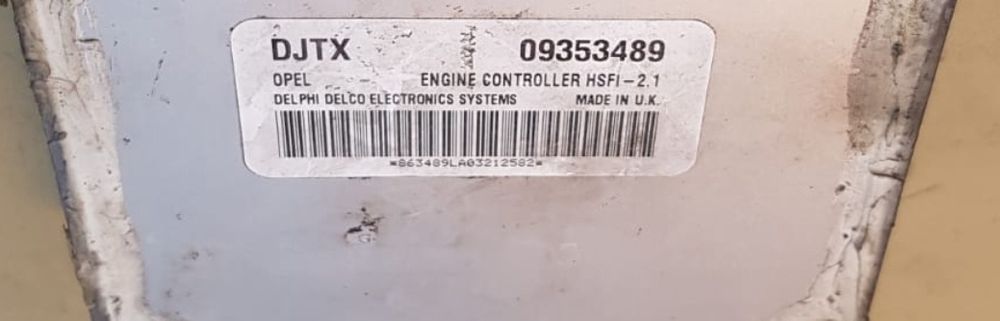 DJTX 09353489
OPEL - ENGINE CONTROLLER HSFI-2.1
DELPHI DELCO ELECTRONICS SYSTEMS MADE IN U.K.
*863489LA03212582*